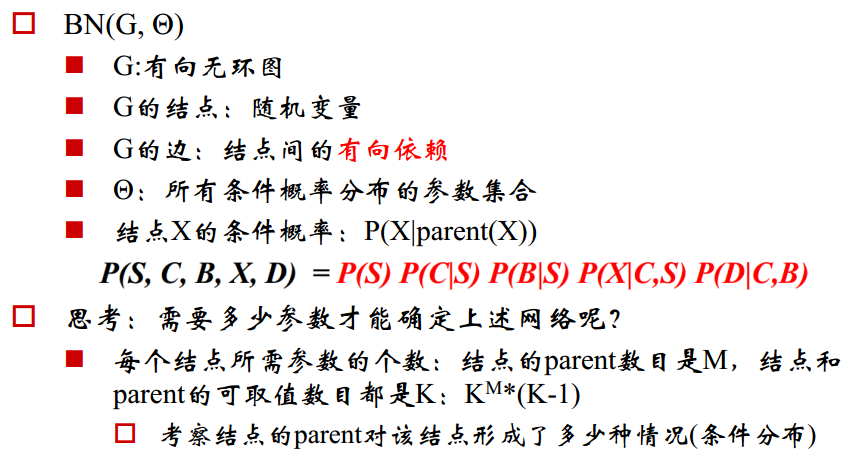 BN(G, Θ)
G:有向无环图
G的结点：随机变量
G的边：结点间的有向依赖
Θ：所有条件概率分布的参数集合
结点X的条件概率：P(X|parent(X))
P(S, C, B, X, D) = P(S) P(C|S) P(B|S) P(X|C,S) P(D|C,B)
思考：需要多少参数才能确定上述网络呢？
每个结点所需参数的个数：结点的parent数目是M，结点和
parent的可取值数目都是K：K^M*(K-1)
考察结点的parent对该结点形成了多少种情况(条件分布)